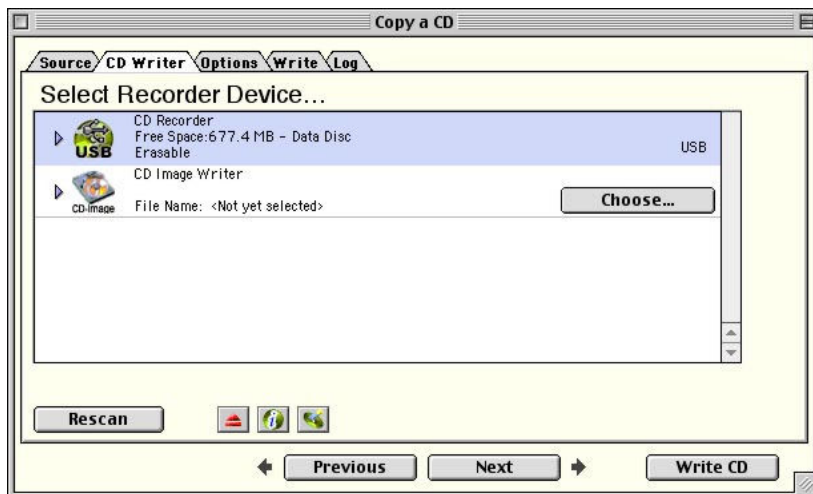 Copy a CD
Source CD Writer Options Write Log
Select Recorder Device...
CD Recorder
Free Space:677.4 MB - Data Disc
Erasable
USB
USB
CD Image Writer
CD-Image
File Name: <Not yet selected>
Choose...
Rescan
Previous Next Write CD